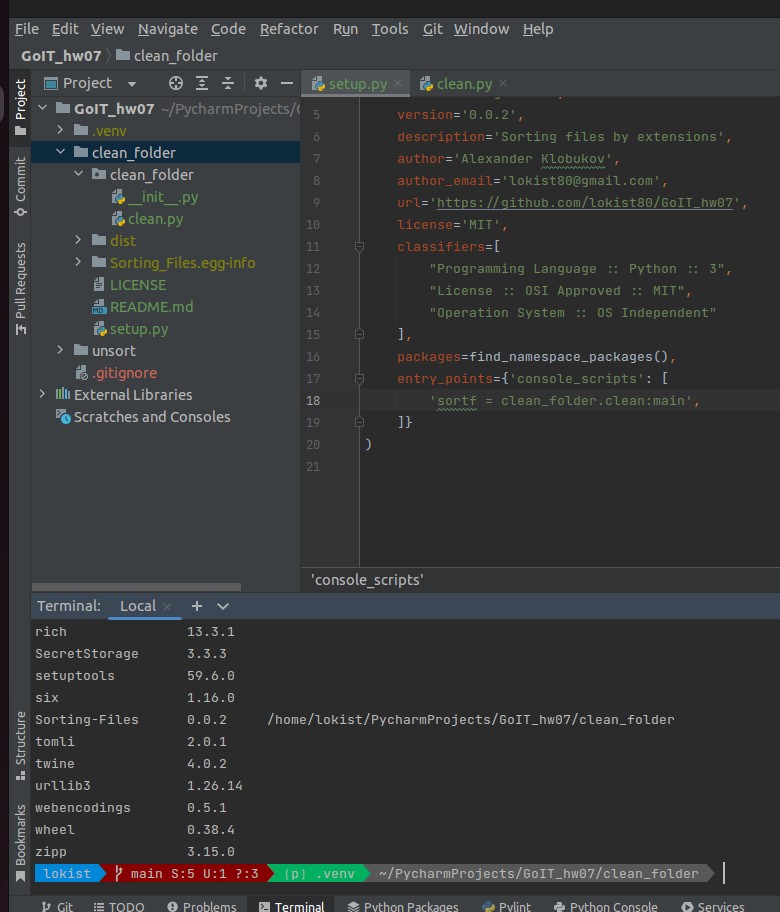 File Edit View Navigate Code Refactor Run Tools Git Window Help
GoIT_hw07 clean_folder
Project
setup.py
clean.py
Project
Commit
Pull Requests
Structure
Bookmarks
GoIT_hw07 ~/PycharmProjects/
.venv
clean_folder
clean_folder
__init__.py
clean.py
dist
Sorting_Files.egg-info
LICENSE
README.md
setup.py
unsort
.gitignore
External Libraries
Scratches and Consoles
5 version='0.0.2',
6 description='Sorting files by extensions',
7 author='Alexander Klobukov',
8 author_email='lokist80@gmail.com',
9 url='https://github.com/lokist80/GoIT_hw07',
10 license='MIT',
11 classifiers=[
12 "Programming Language :: Python :: 3",
13 "License :: OSI Approved :: MIT",
14 "Operation System :: OS Independent"
15 ],
16 packages=find_namespace_packages(),
17 entry_points={'console_scripts': [
18 'sortf = clean_folder.clean:main',
19 ]}
20 )
21
'console_scripts'
Terminal: Local
rich 13.3.1
SecretStorage 3.3.3
setuptools 59.6.0
six 1.16.0
Sorting-Files 0.0.2 /home/lokist/PycharmProjects/GoIT_hw07/clean_folder
tomli 2.0.1
twine 4.0.2
urllib3 1.26.14
webencodings 0.5.1
wheel 0.38.4
zipp 3.15.0
lokist main S:5 U:1 ?:3 (p) .venv ~/PycharmProjects/GoIT_hw07/clean_folder
Git TODO Problems Terminal Python Packages Pylint Python Console Services